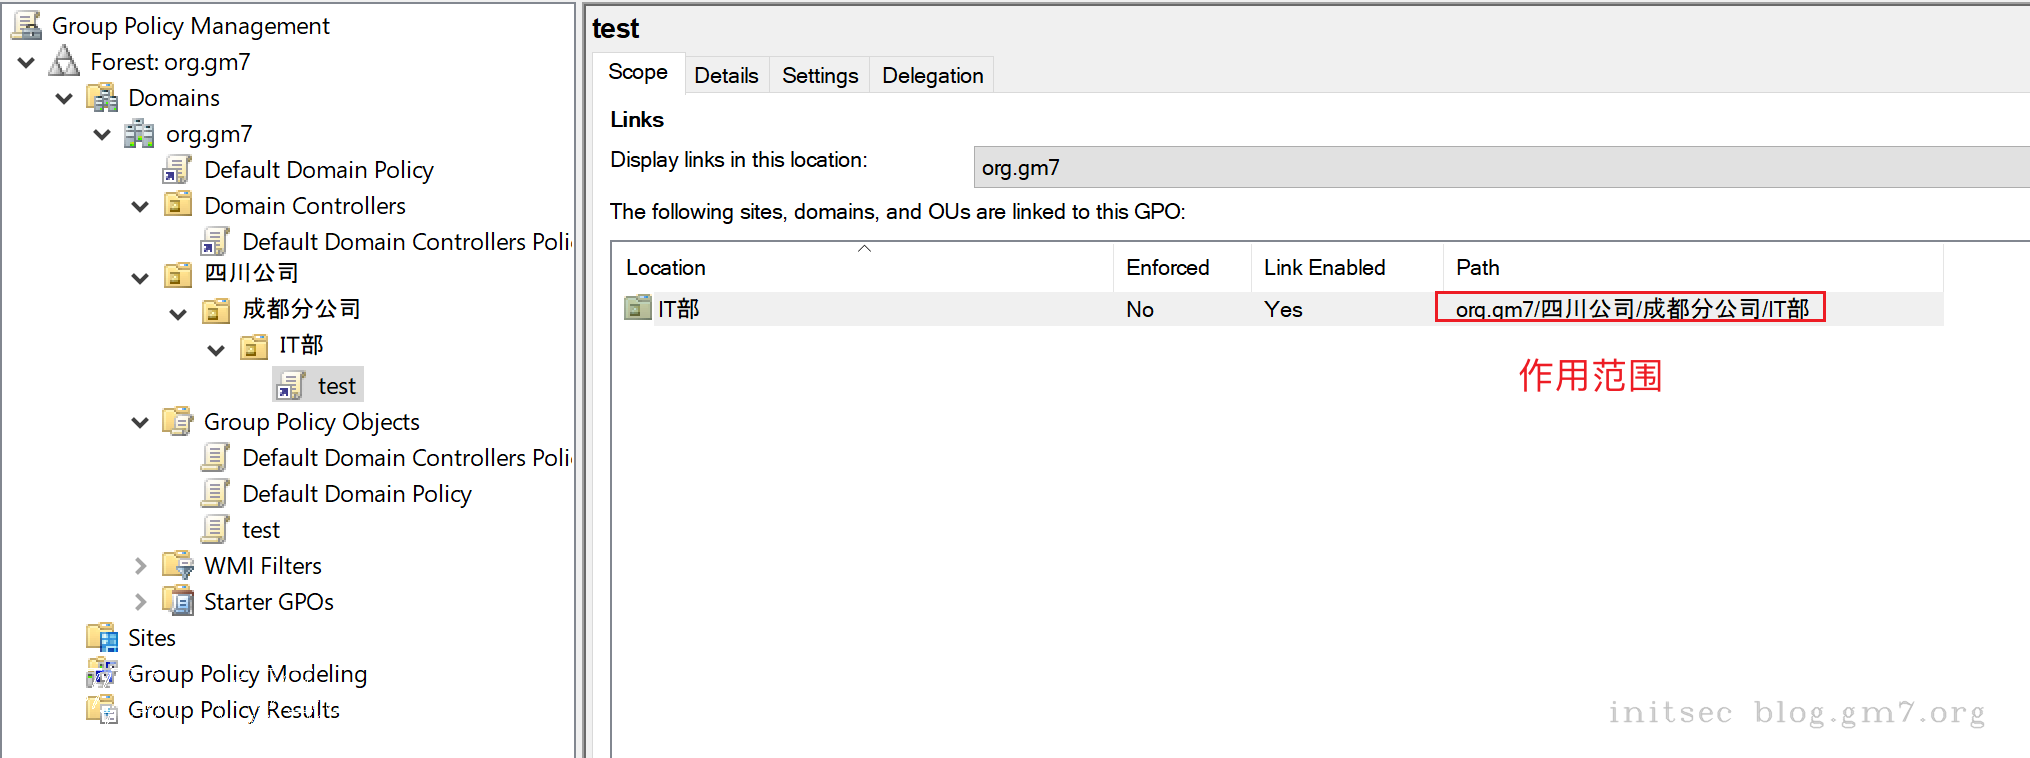 Group Policy Management
Forest: org.gm7
Domains
org.gm7
Default Domain Policy
Domain Controllers
Default Domain Controllers Poli
四川公司
成都分公司
IT部
test
Group Policy Objects
Default Domain Controllers Poli
Default Domain Policy
test
WMI Filters
Starter GPOs
Sites
Group Policy Modeling
Group Policy Results
test
Scope Details Settings Delegation
Links
Display links in this location: org.gm7
The following sites, domains, and OUs are linked to this GPO:
Location Enforced Link Enabled Path
IT部 No Yes org.gm7/四川公司/成都分公司/IT部
作用范围
initsec blog.gm7.org